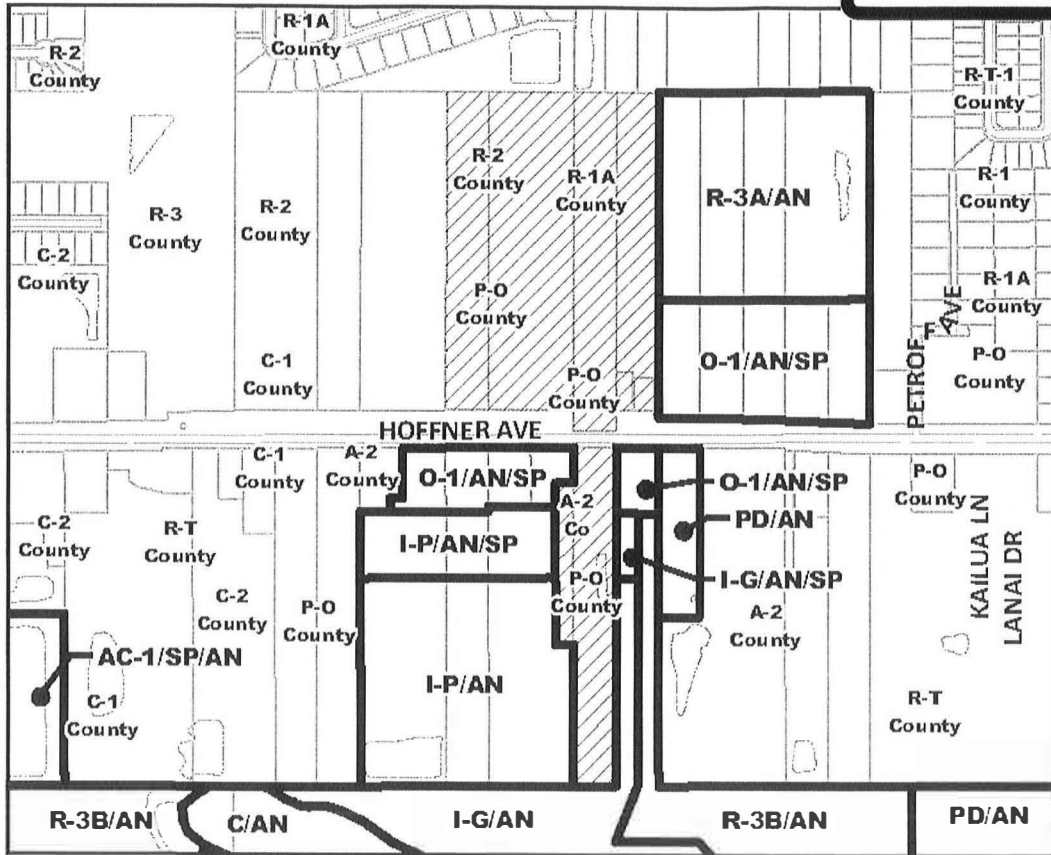 R-1A
County
R-2
County
R-T-1
County
R-2
County
R-1A
County
R-1
County
R-3A/AN
R-3
County
R-2
County
C-2
County
R-1A
County
P-O
County
PETROFF AVE
O-1/AN/SP
P-O
County
C-1
County
P-O
County
HOFFNER AVE
C-1
County
A-2
County
O-1/AN/SP
A-2
Co
O-1/AN/SP
P-O
County
C-2
County
R-T
County
I-P/AN/SP
PD/AN
P-O
County
I-G/AN/SP
C-2
County
P-O
County
A-2
County
KAILUA LN
LANAI DR
AC-1/SP/AN
C-1
County
I-P/AN
R-T
County
R-3B/AN
C/AN
I-G/AN
R-3B/AN
PD/AN